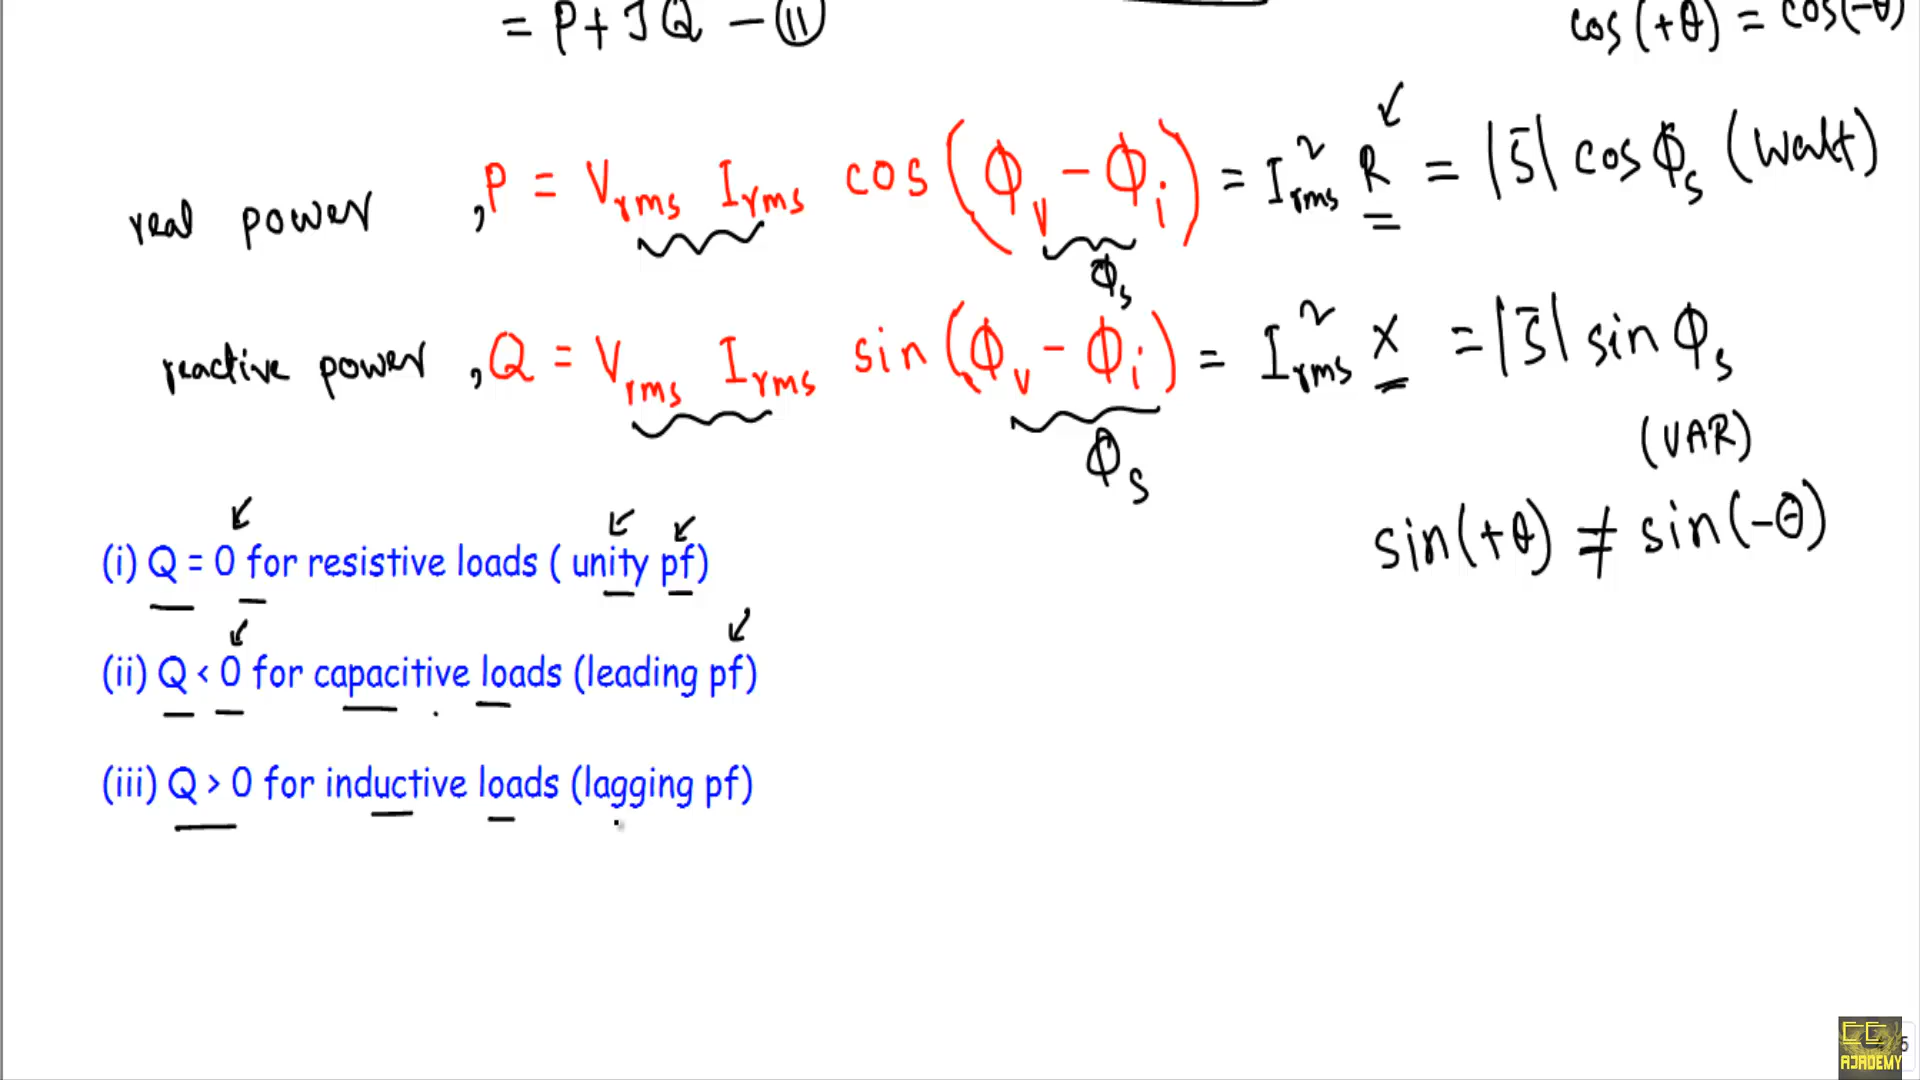 = P + J Q - (11)
cos(+θ) = cos(-θ)
real power , P = Vrms Irms cos(ϕv - ϕi) = I²rms R = |S̄| cos ϕs (Watt)
ϕs
reactive power , Q = Vrms Irms sin(ϕv - ϕi) = I²rms X = |S̄| sin ϕs
ϕs
(VAR)
sin(+θ) ≠ sin(-θ)
(i) Q = 0 for resistive loads ( unity pf)
(ii) Q < 0 for capacitive loads (leading pf)
(iii) Q > 0 for inductive loads (lagging pf)
EE
AJADEMY